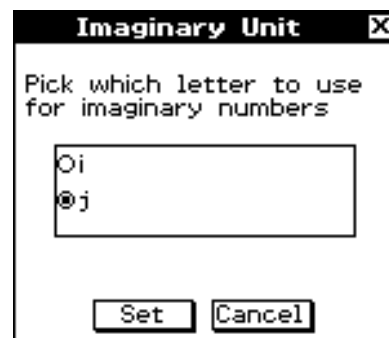 Imaginary Unit X
Pick which letter to use
for imaginary numbers
i
j
Set Cancel